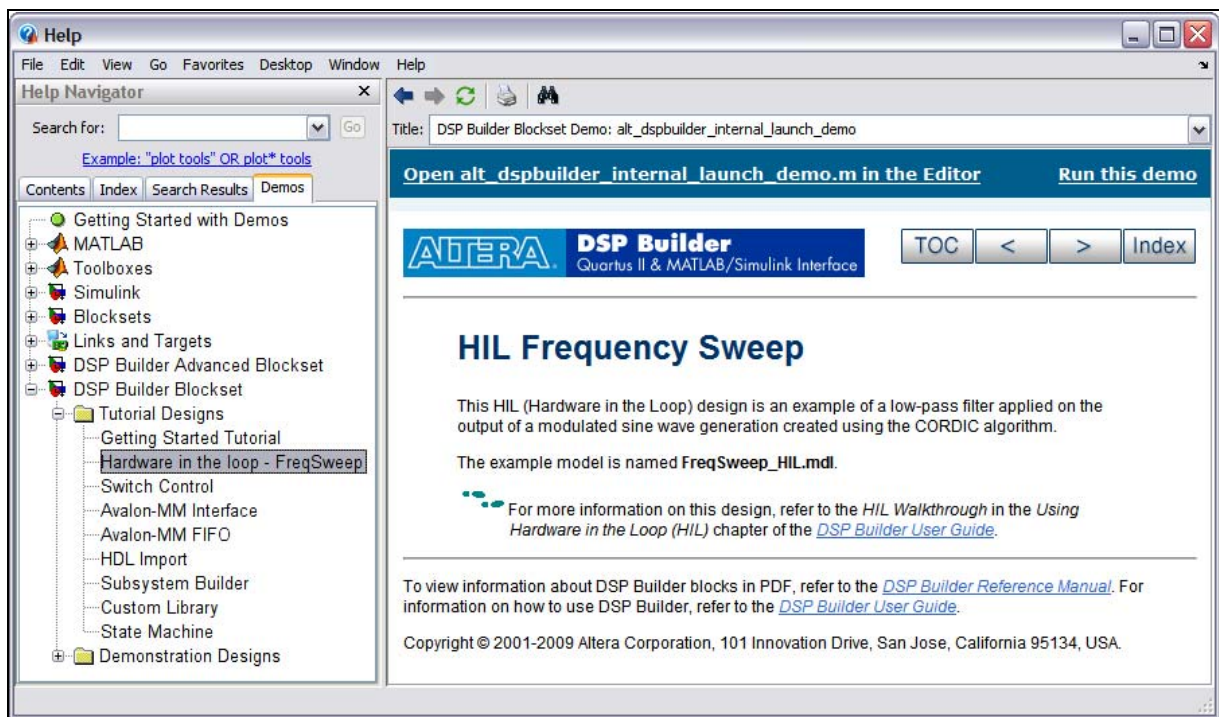 Help
File Edit View Go Favorites Desktop Window Help
Help Navigator
Search for: Go
Example: "plot tools" OR plot* tools
Contents Index Search Results Demos
Getting Started with Demos
MATLAB
Toolboxes
Simulink
Blocksets
Links and Targets
DSP Builder Advanced Blockset
DSP Builder Blockset
Tutorial Designs
Getting Started Tutorial
Hardware in the loop - FreqSweep
Switch Control
Avalon-MM Interface
Avalon-MM FIFO
HDL Import
Subsystem Builder
Custom Library
State Machine
Demonstration Designs
Title: DSP Builder Blockset Demo: alt_dspbuilder_internal_launch_demo
Open alt_dspbuilder_internal_launch_demo.m in the Editor Run this demo
ALTERA. DSP Builder
Quartus II & MATLAB/Simulink Interface
TOC < > Index
HIL Frequency Sweep
This HIL (Hardware in the Loop) design is an example of a low-pass filter applied on the
output of a modulated sine wave generation created using the CORDIC algorithm.
The example model is named FreqSweep_HIL.mdl.
For more information on this design, refer to the HIL Walkthrough in the Using
Hardware in the Loop (HIL) chapter of the DSP Builder User Guide.
To view information about DSP Builder blocks in PDF, refer to the DSP Builder Reference Manual. For
information on how to use DSP Builder, refer to the DSP Builder User Guide.
Copyright © 2001-2009 Altera Corporation, 101 Innovation Drive, San Jose, California 95134, USA.